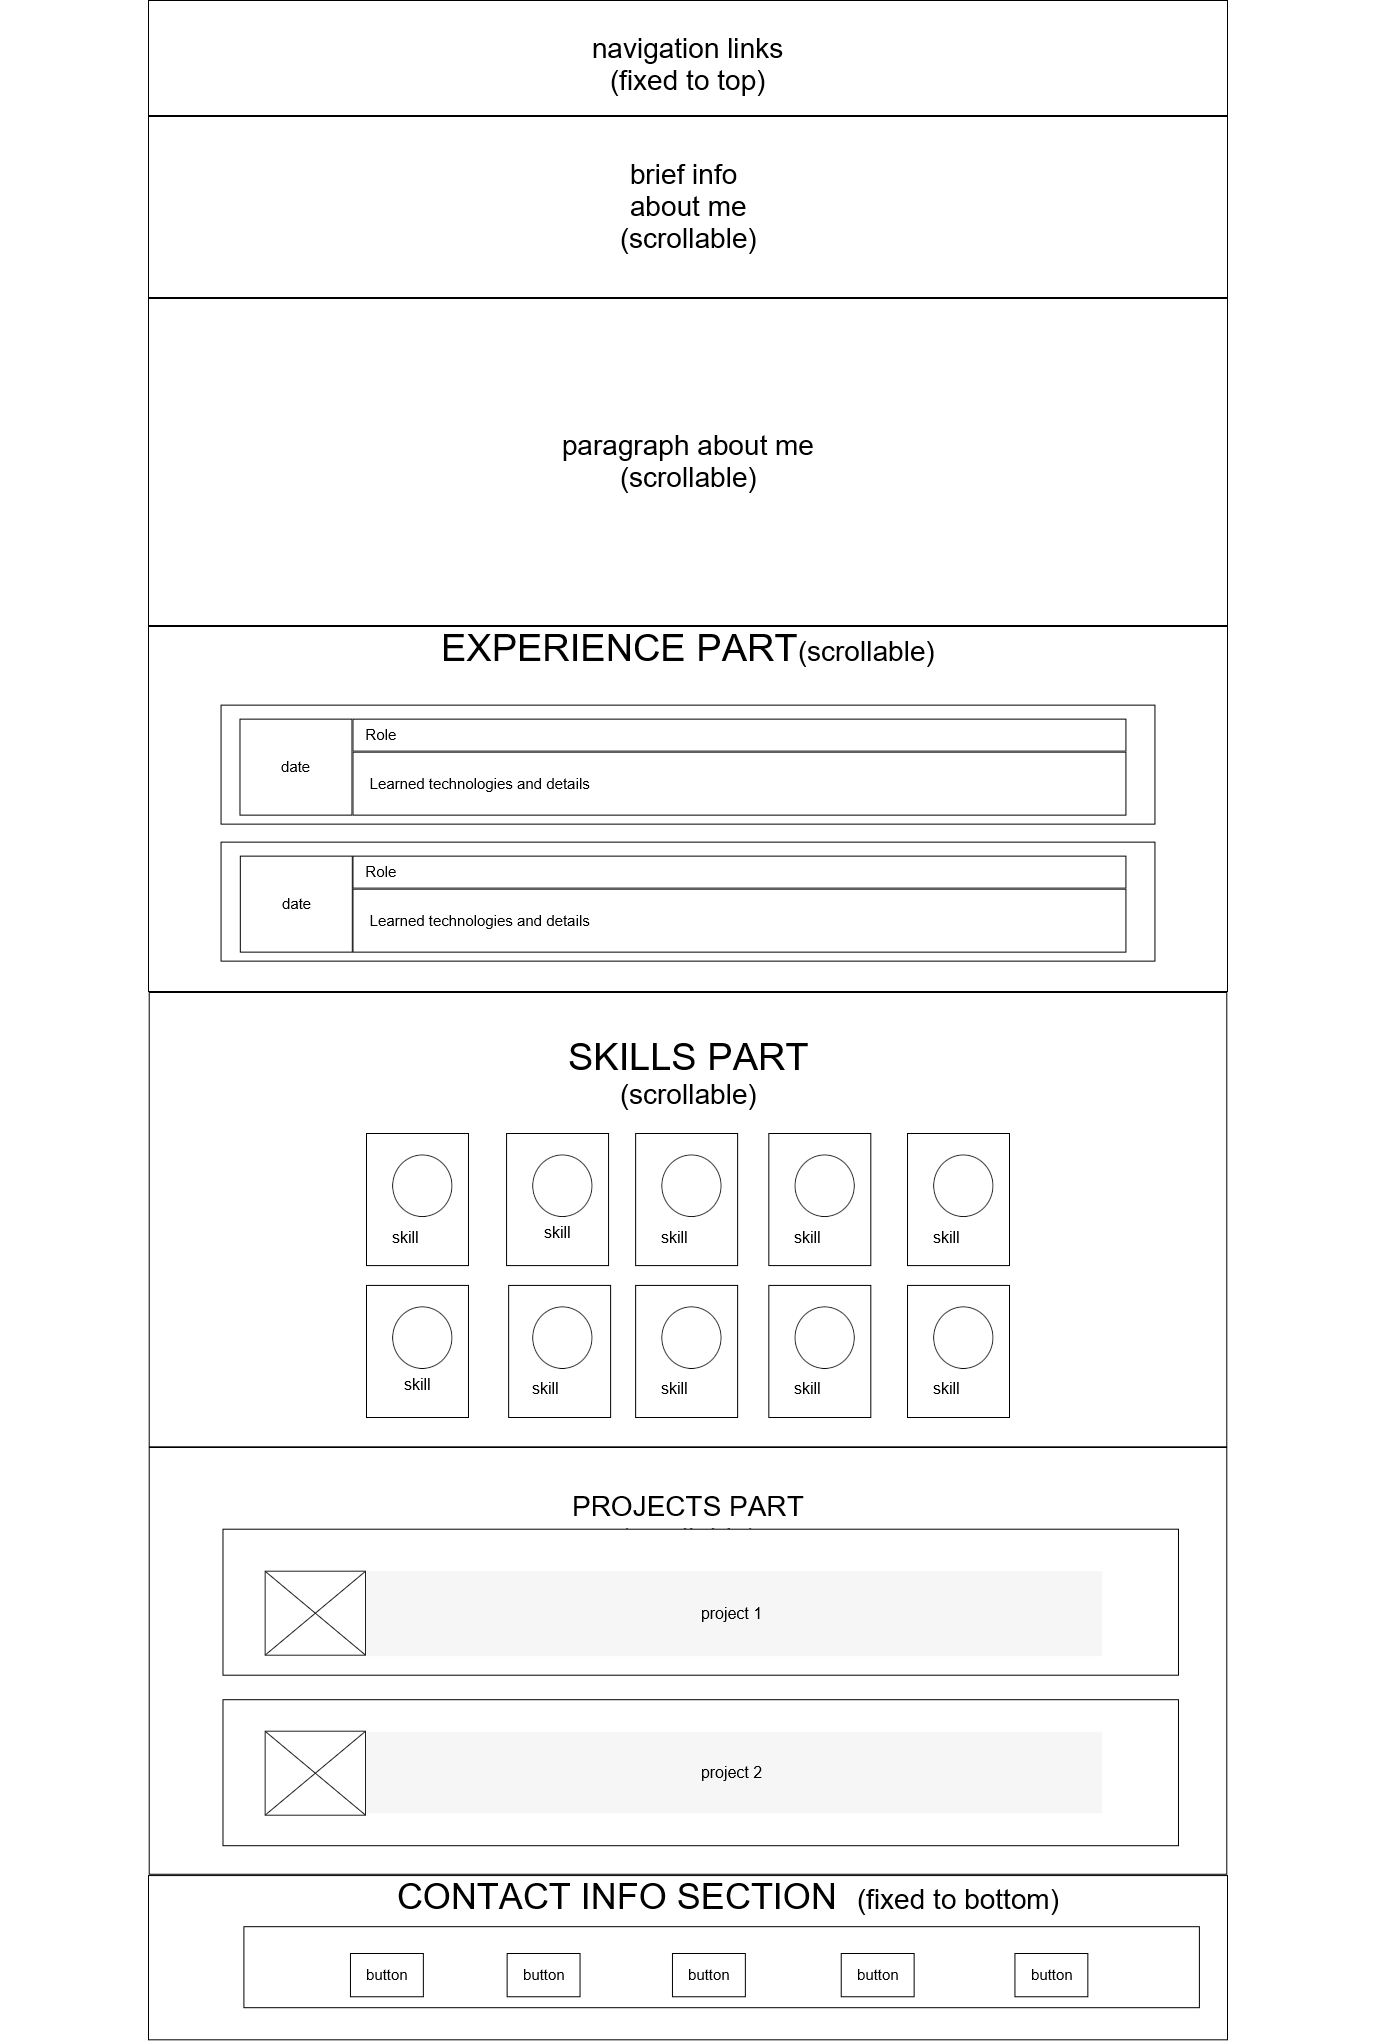 navigation links
(fixed to top)
brief info
about me
(scrollable)
paragraph about me
(scrollable)
EXPERIENCE PART(scrollable)
date
Role
Learned technologies and details
date
Role
Learned technologies and details
SKILLS PART
(scrollable)
skill skill skill skill skill
skill skill skill skill skill
PROJECTS PART
project 1
project 2
CONTACT INFO SECTION (fixed to bottom)
button button button button button